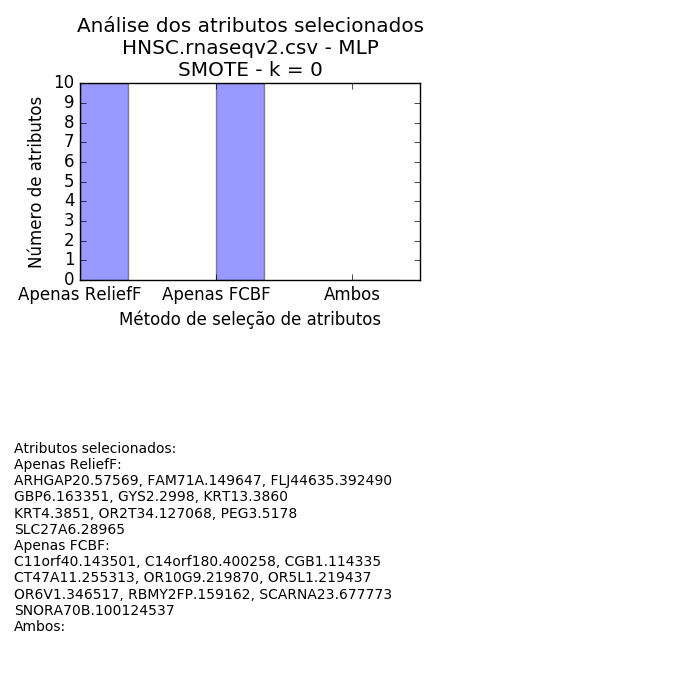 Análise dos atributos selecionados
HNSC.rnaseqv2.csv - MLP
SMOTE - k = 0
10
9
8
7
6
5
4
3
2
1
0
Número de atributos
Apenas ReliefF
Apenas FCBF
Ambos
Método de seleção de atributos
Atributos selecionados:
Apenas ReliefF:
ARHGAP20.57569, FAM71A.149647, FLJ44635.392490
GBP6.163351, GYS2.2998, KRT13.3860
KRT4.3851, OR2T34.127068, PEG3.5178
SLC27A6.28965
Apenas FCBF:
C11orf40.143501, C14orf180.400258, CGB1.114335
CT47A11.255313, OR10G9.219870, OR5L1.219437
OR6V1.346517, RBMY2FP.159162, SCARNA23.677773
SNORA70B.100124537
Ambos: